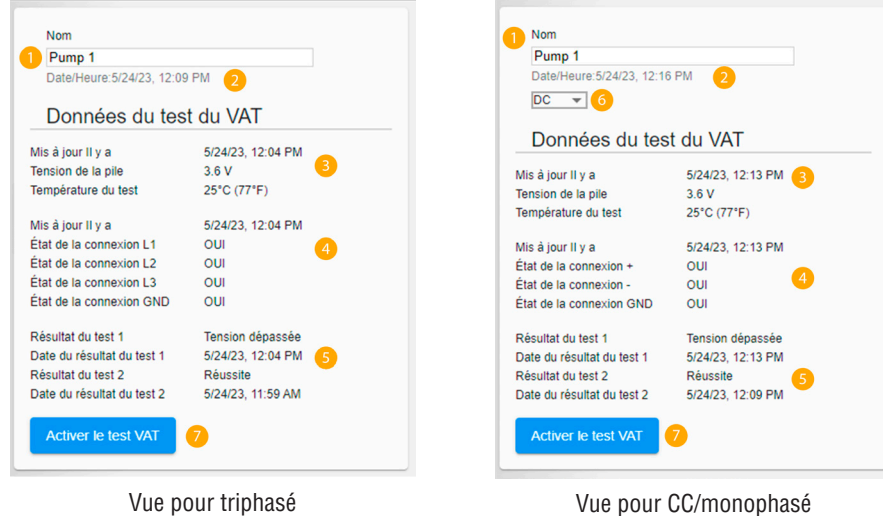 Nom
1 Pump 1
Date/Heure:5/24/23, 12:09 PM 2
Données du test du VAT
Mis à jour Il y a 5/24/23, 12:04 PM
Tension de la pile 3.6 V 3
Température du test 25°C (77°F)
Mis à jour Il y a 5/24/23, 12:04 PM
État de la connexion L1 OUI 4
État de la connexion L2 OUI
État de la connexion L3 OUI
État de la connexion GND OUI
Résultat du test 1 Tension dépassée
Date du résultat du test 1 5/24/23, 12:04 PM 5
Résultat du test 2 Réussite
Date du résultat du test 2 5/24/23, 11:59 AM
Activer le test VAT 7
Vue pour triphasé
1 Nom
Pump 1
Date/Heure:5/24/23, 12:16 PM 2
DC 6
Données du test du VAT
Mis à jour Il y a 5/24/23, 12:13 PM 3
Tension de la pile 3.6 V
Température du test 25°C (77°F)
Mis à jour Il y a 5/24/23, 12:13 PM
État de la connexion + OUI
État de la connexion - OUI 4
État de la connexion GND OUI
Résultat du test 1 Tension dépassée
Date du résultat du test 1 5/24/23, 12:13 PM
Résultat du test 2 Réussite 5
Date du résultat du test 2 5/24/23, 12:09 PM
Activer le test VAT 7
Vue pour CC/monophasé